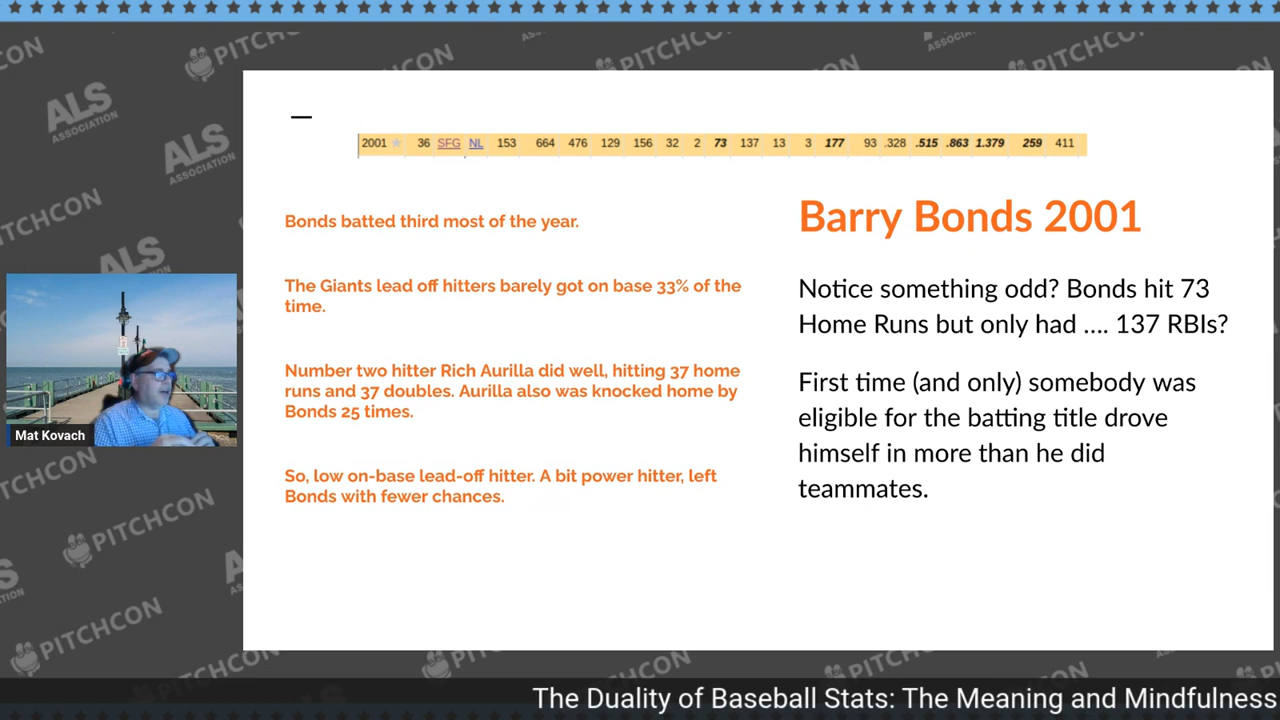 PITCHCON
ALS
ASSOCIATION
2001 36 SFG NL 153 664 476 129 156 32 2 73 137 13 3 177 93 .328 .515 .863 1.379 259 411
Barry Bonds 2001
Bonds batted third most of the year.
The Giants lead off hitters barely got on base 33% of the
time.
Number two hitter Rich Aurilla did well, hitting 37 home
runs and 37 doubles. Aurilla also was knocked home by
Bonds 25 times.
So, low on-base lead-off hitter. A bit power hitter, left
Bonds with fewer chances.
Notice something odd? Bonds hit 73
Home Runs but only had .... 137 RBIs?
First time (and only) somebody was
eligible for the batting title drove
himself in more than he did
teammates.
Mat Kovach
The Duality of Baseball Stats: The Meaning and Mindfulness